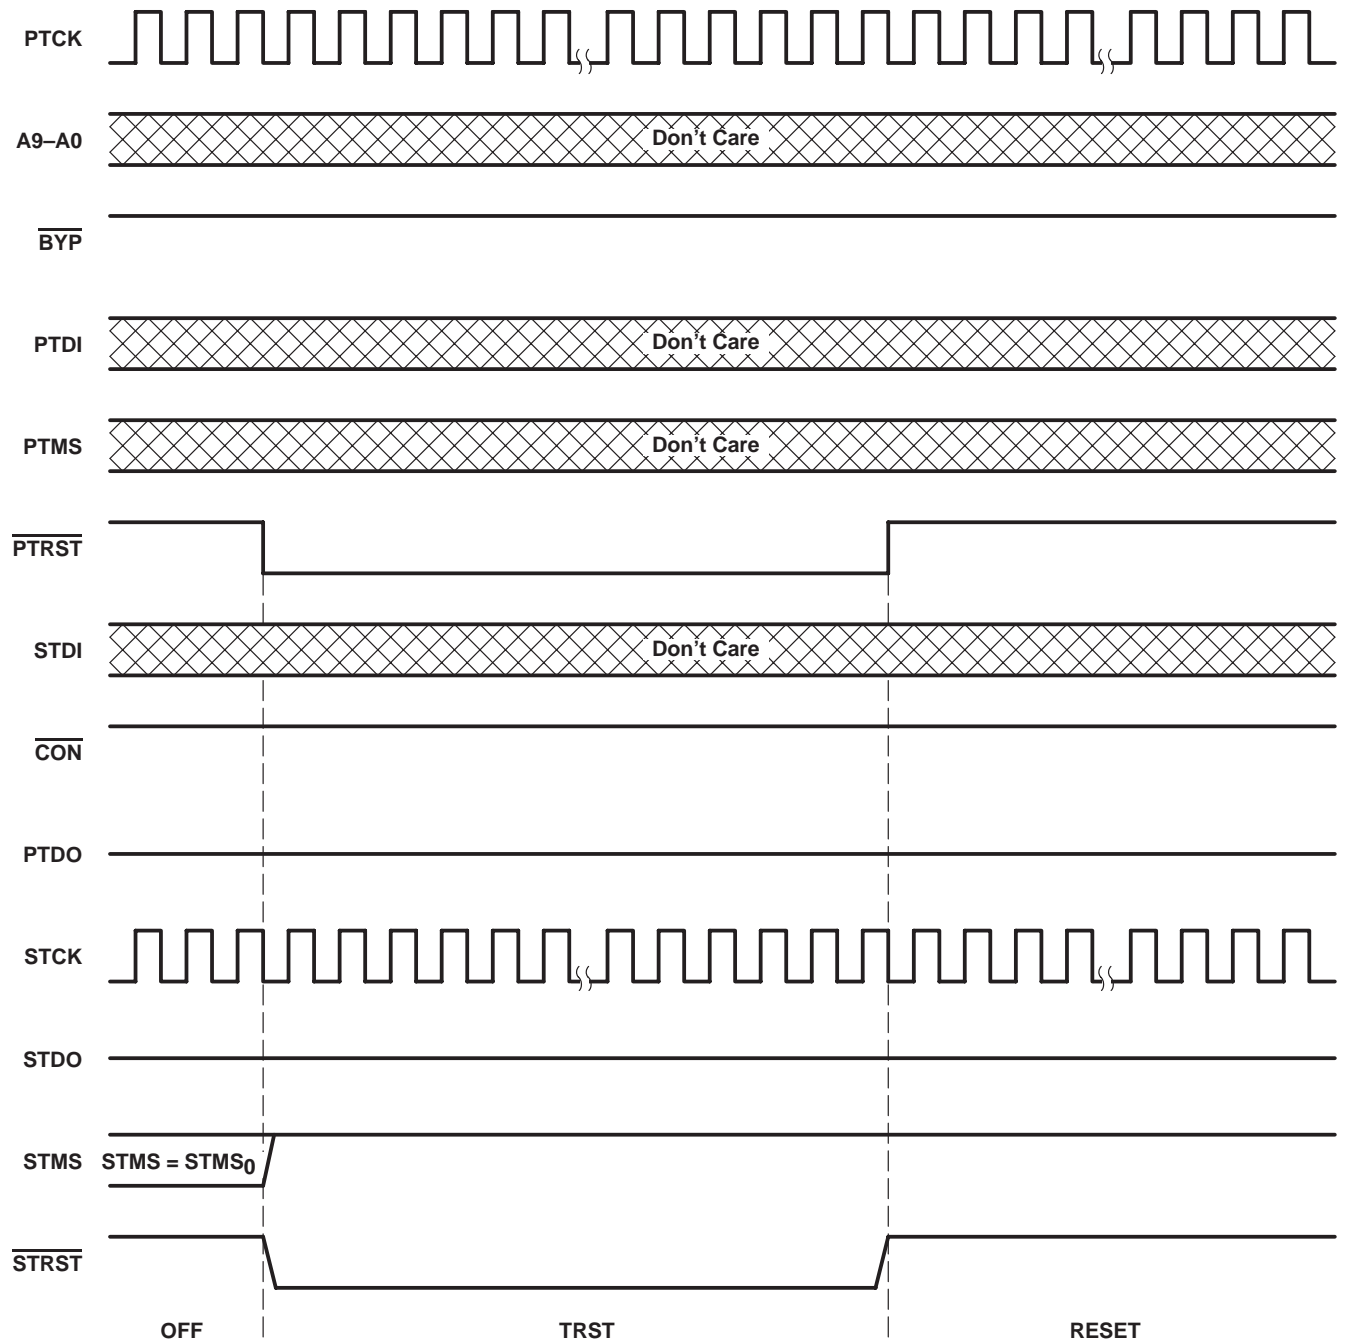 PTCK
A9–A0
Don't Care
BYP
PTDI
Don't Care
PTMS
Don't Care
PTRST
STDI
Don't Care
CON
PTDO
STCK
STDO
STMS
STMS = STMS0
STRST
OFF
TRST
RESET